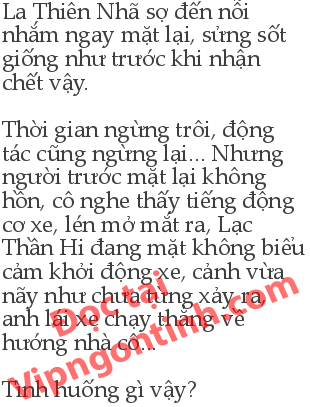 La Thiên Nhã sợ đến nỗi
nhắm ngay mặt lại, sửng sốt
giống như trước khi nhận
chết vậy.
Thời gian ngừng trôi, động
tác cũng ngừng lại... Nhưng
người trước mặt lại không
hồn, cô nghe thấy tiếng động
cơ xe, lén mở mắt ra, Lạc
Thần Hi đang mặt không biểu
cảm khởi động xe, cảnh vừa
nãy như chưa từng xảy ra,
anh lái xe chạy thẳng về
hướng nhà cô...
Tình huống gì vậy?
Đọc tại
Vipngontinh.com